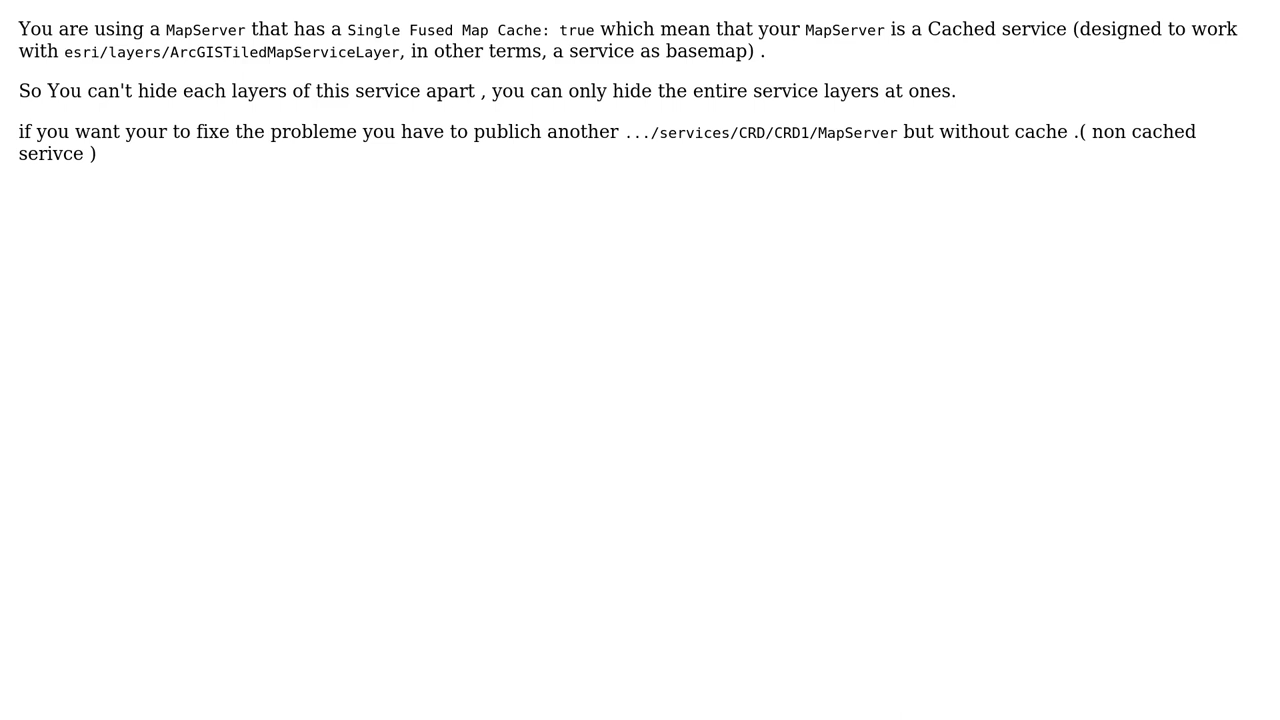 You are using a MapServer that has a Single Fused Map Cache: true which mean that your MapServer is a Cached service (designed to work
with esri/layers/ArcGISTiledMapServiceLayer, in other terms, a service as basemap) .
So You can't hide each layers of this service apart , you can only hide the entire service layers at ones.
if you want your to fixe the probleme you have to publich another .../services/CRD/CRD1/MapServer but without cache .( non cached
serivce )